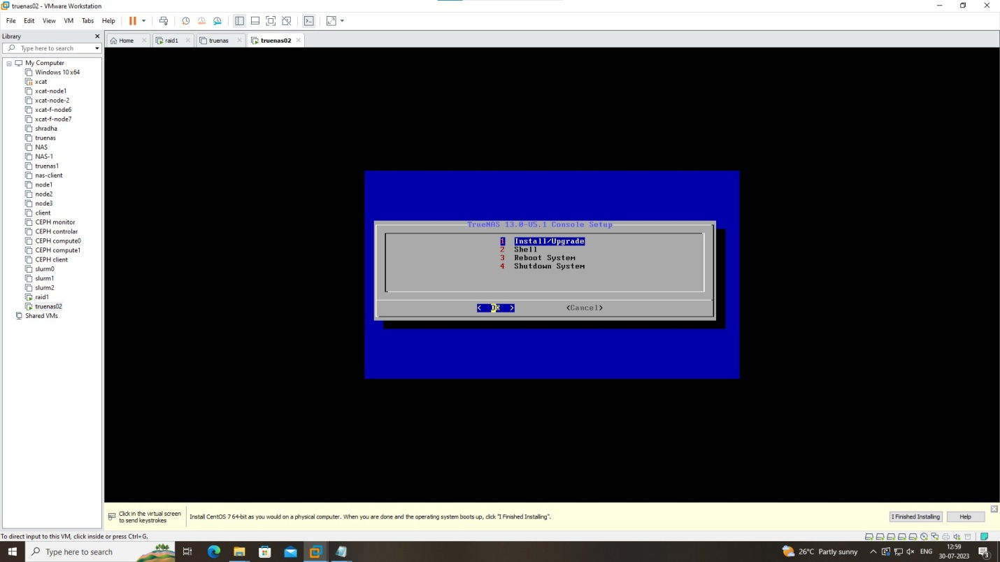 truenas02 - VMware Workstation
File Edit View VM Tabs Help
Library
Type here to search
Home
raid1
truenas
truenas02
My Computer
Windows 10 x64
xcat
xcat-node1
xcat-node-2
xcat-f-node6
xcat-f-node7
shradha
truenas
NAS
NAS-1
truenas1
nas-client
node1
node2
node3
client
CEPH monitor
CEPH controlar
CEPH compute0
CEPH compute1
CEPH client
slurm0
slurm1
slurm2
raid1
truenas02
Shared VMs
TrueNAS 13.0-U5.1 Console Setup
1 Install/Upgrade
2 Shell
3 Reboot System
4 Shutdown System
< OK >
<Cancel>
Click in the virtual screen
to send keystrokes
Install CentOS 7 64-bit as you would on a physical computer. When you are done and the operating system boots up, click "I Finished Installing".
I Finished Installing
Help
To direct input to this VM, click inside or press Ctrl+G.
Type here to search
26°C Partly sunny
ENG
12:59
30-07-2023
3